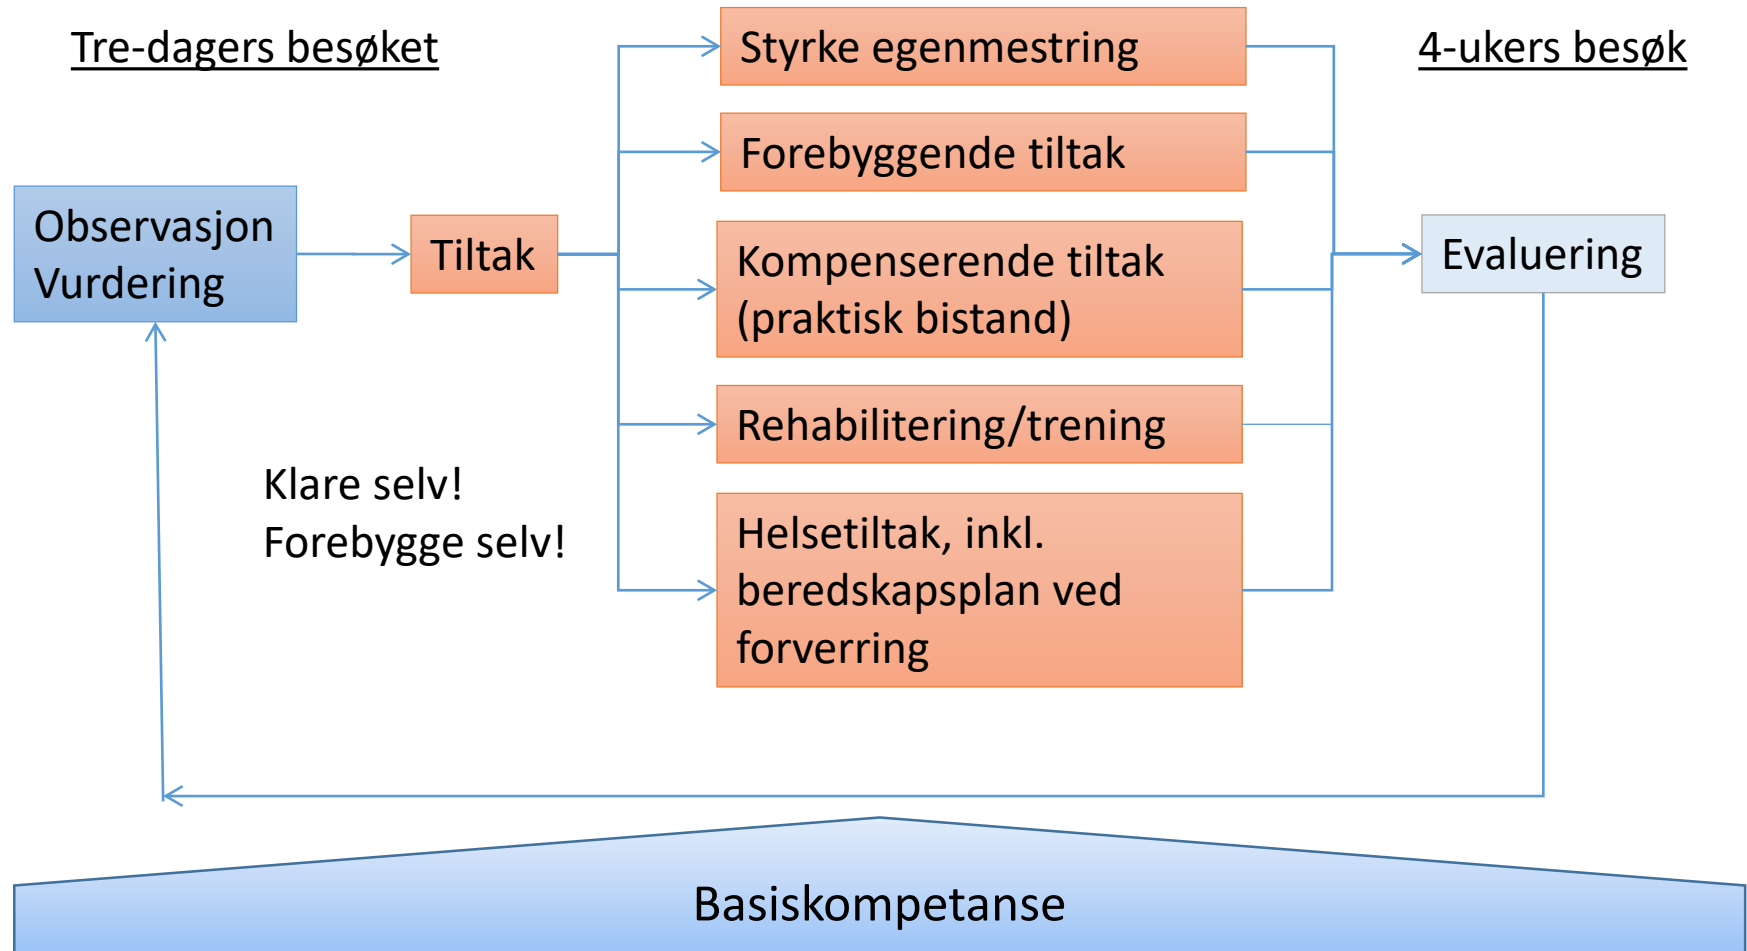 Tre-dagers besøket
4-ukers besøk
Observasjon
Vurdering
Tiltak
Styrke egenmestring
Forebyggende tiltak
Kompenserende tiltak
(praktisk bistand)
Rehabilitering/trening
Helsetiltak, inkl.
beredskapsplan ved
forverring
Evaluering
Klare selv!
Forebygge selv!
Basiskompetanse